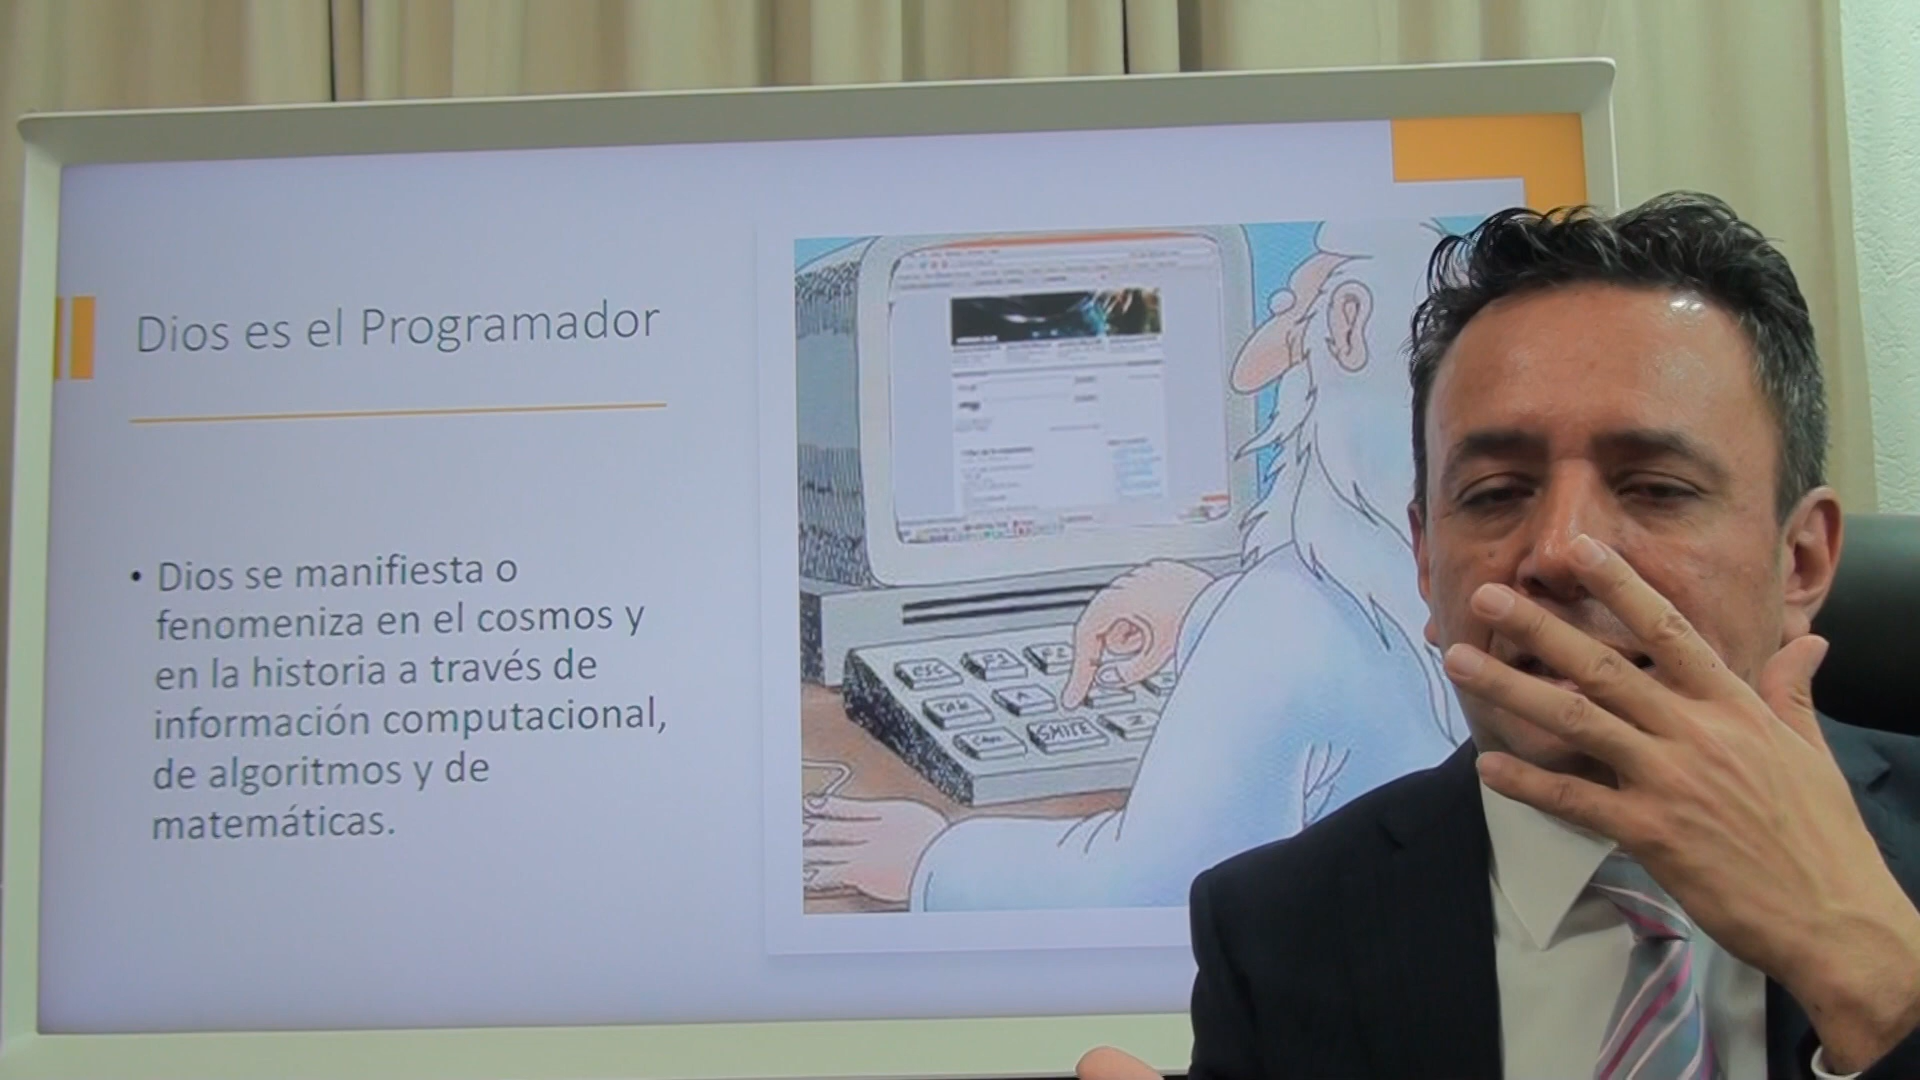 Dios es el Programador
• Dios se manifiesta o
fenomeniza en el cosmos y
en la historia a través de
información computacional,
de algoritmos y de
matemáticas.
ESC F1 F2
TAB A
SMITE Z